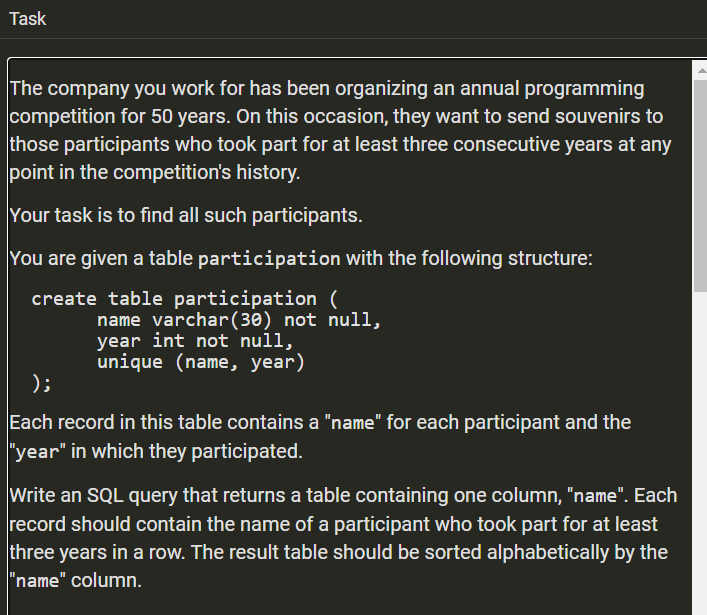 Task
The company you work for has been organizing an annual programming
competition for 50 years. On this occasion, they want to send souvenirs to
those participants who took part for at least three consecutive years at any
point in the competition's history.
Your task is to find all such participants.
You are given a table participation with the following structure:
create table participation (
name varchar(30) not null,
year int not null,
unique (name, year)
);
Each record in this table contains a "name" for each participant and the
"year" in which they participated.
Write an SQL query that returns a table containing one column, "name". Each
record should contain the name of a participant who took part for at least
three years in a row. The result table should be sorted alphabetically by the
"name" column.